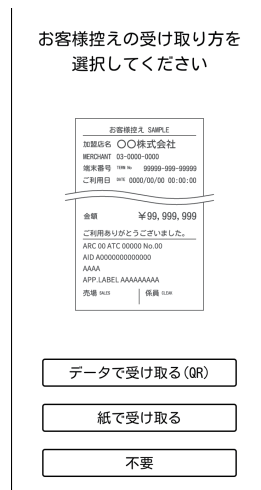 お客様控えの受け取り方を
選択してください
お客様控え SAMPLE
加盟店名 〇〇株式会社
MERCHANT 03-0000-0000
端末番号 TERM No 99999-999-99999
ご利用日 DATE 0000/00/00 00:00:00
金額 ¥99,999,999
ご利用ありがとうございました。
ARC 00 ATC 00000 No.00
AID A0000000000000
AAAA
APP.LABEL AAAAAAAAA
売場 SALES 係員 CLEAR
データで受け取る(QR)
紙で受け取る
不要